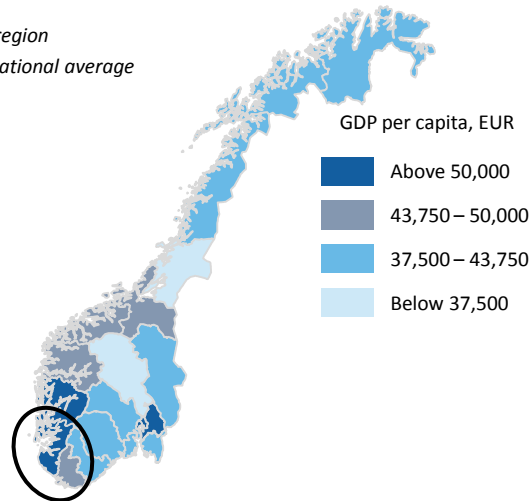 region
ational average
GDP per capita, EUR
Above 50,000
43,750 – 50,000
37,500 – 43,750
Below 37,500